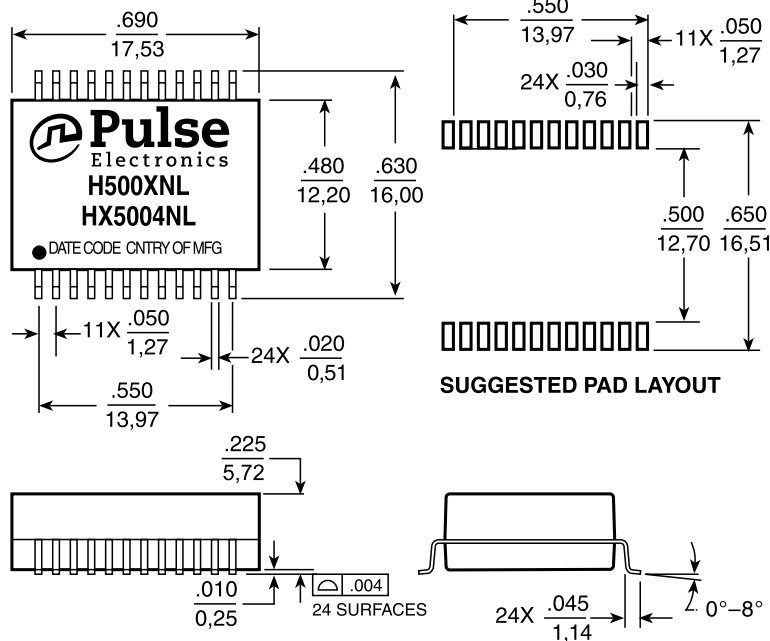 .690
17,53
Pulse
Electronics
H500XNL
HX5004NL
DATE CODE CNTRY OF MFG
.480
12,20
.630
16,00
11X .050
1,27
24X .020
0,51
.550
13,97
.550
13,97
11X .050
1,27
24X .030
0,76
.500
12,70
.650
16,51
SUGGESTED PAD LAYOUT
.225
5,72
.010
0,25
.004
24 SURFACES
24X .045
1,14
0°–8°